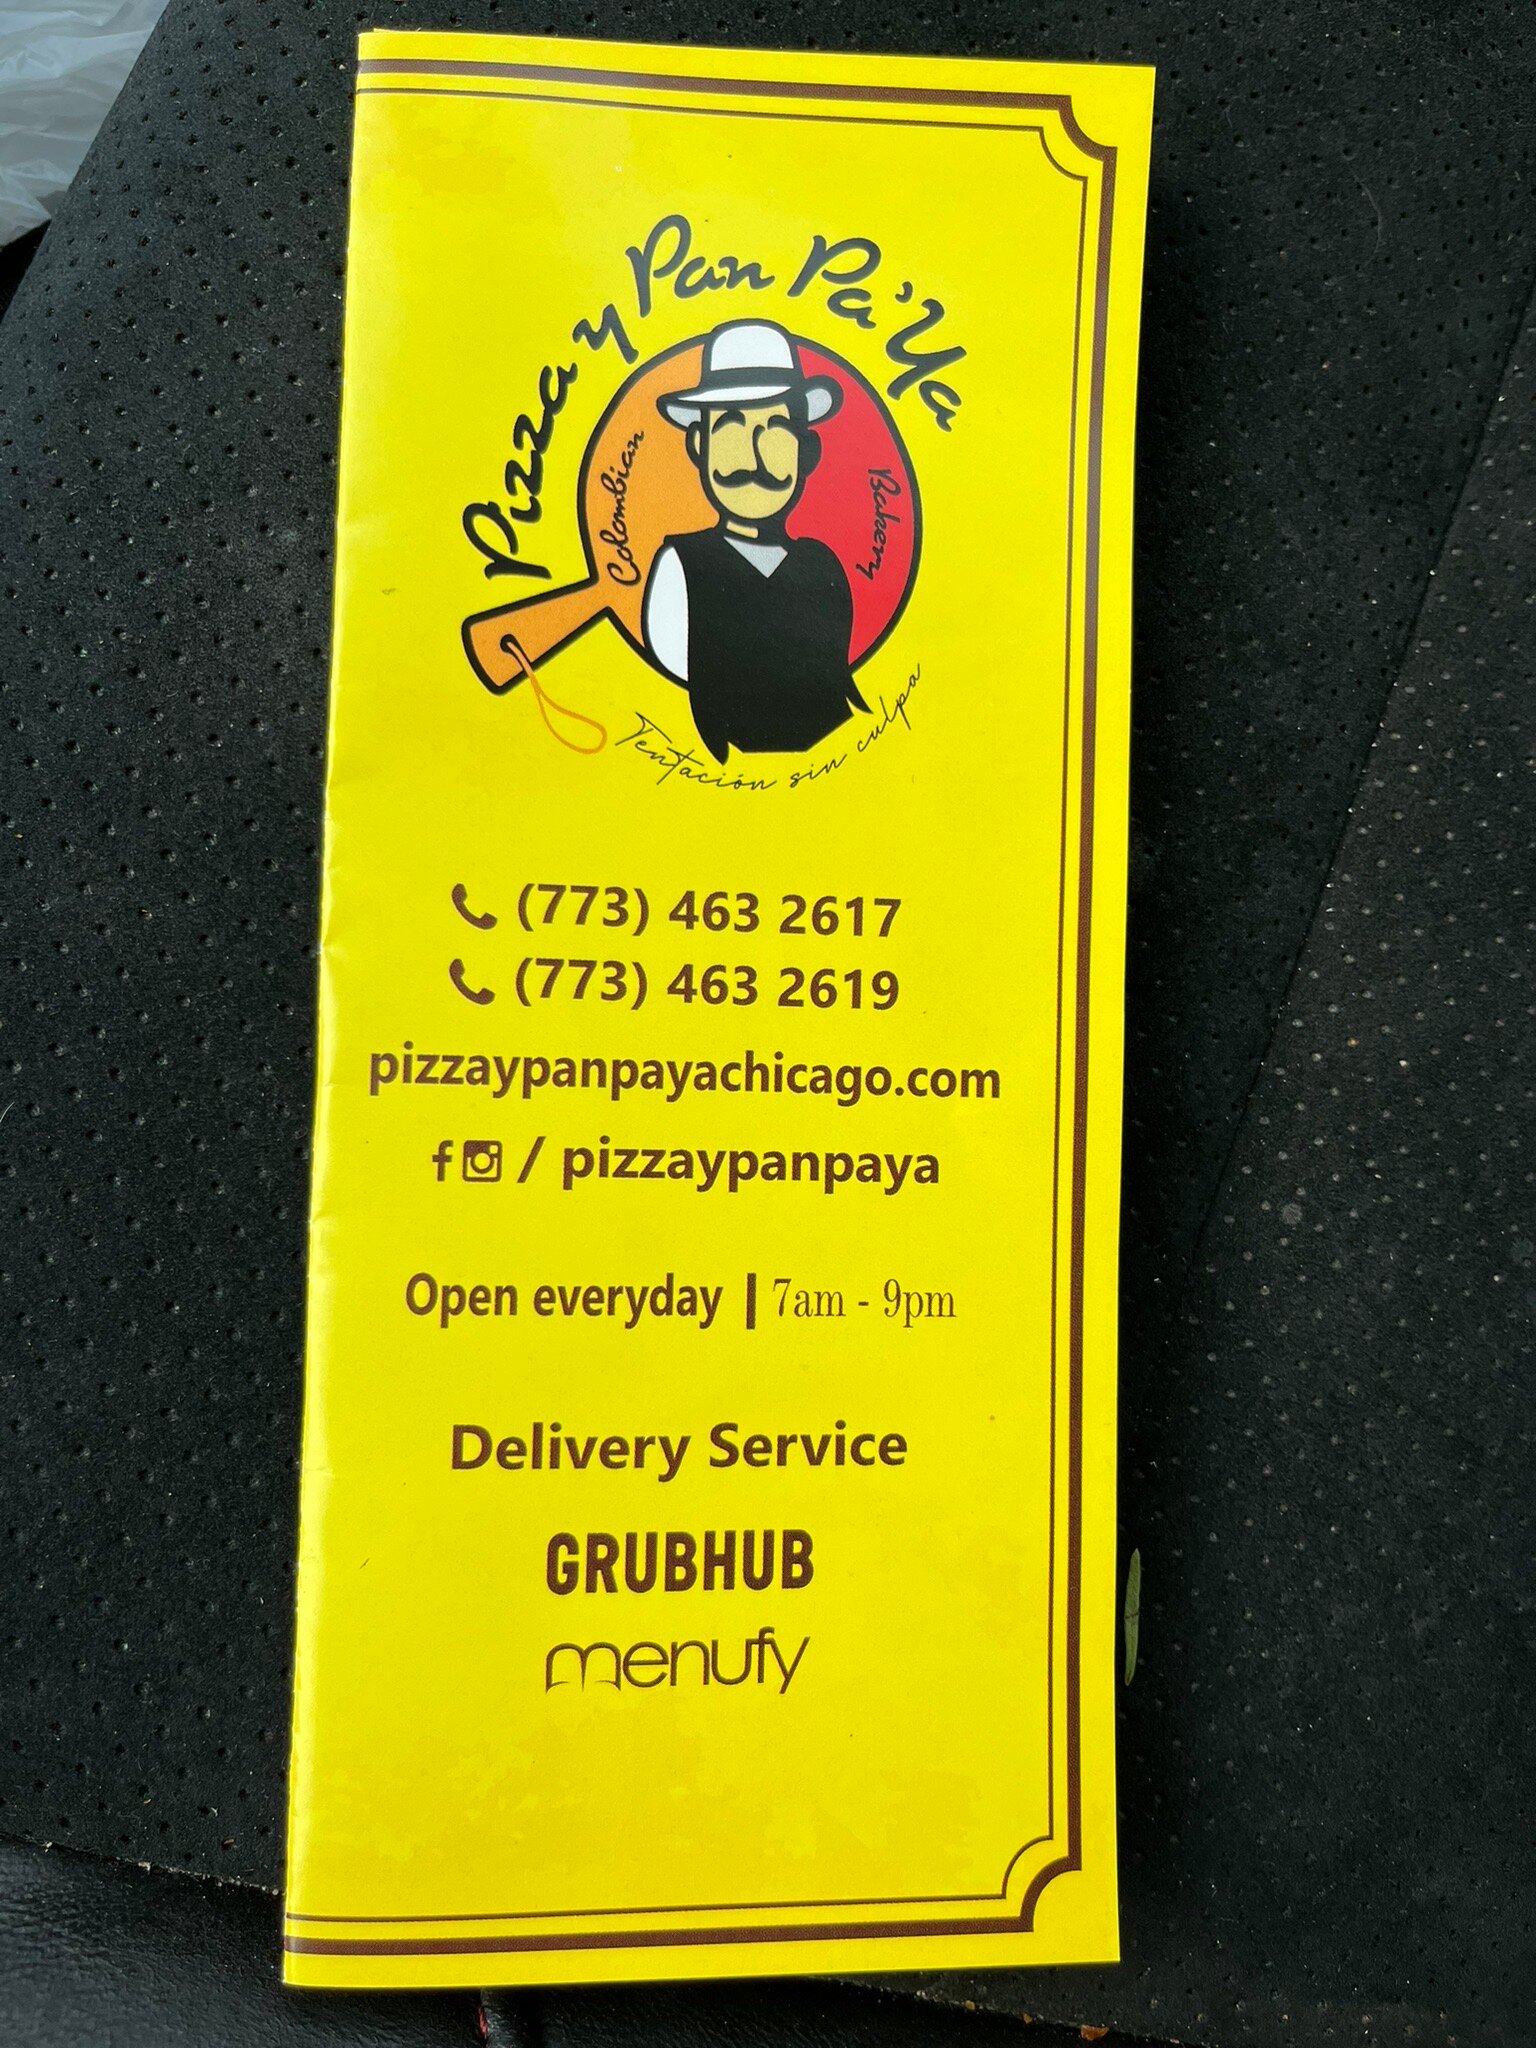 Pizza y Pan Pa'Ya
Colombian
Bakery
Tentación sin culpa
(773) 463 2617
(773) 463 2619
pizzaypanpayachicago.com
f / pizzaypanpaya
Open everyday | 7am - 9pm
Delivery Service
GRUBHUB
menufy